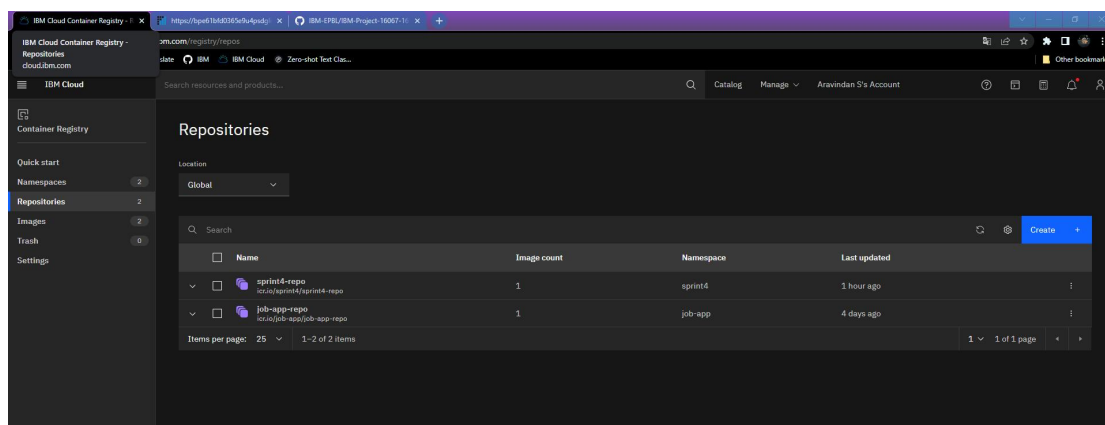 IBM Cloud Container Registry - R
https://bpe61bfd0365e9u4psdgl
IBM-EPBL/IBM-Project-16067-16
IBM Cloud Container Registry -
Repositories
cloud.ibm.com
om.com/registry/repos
slate IBM IBM Cloud Zero-shot Text Clas... Other bookmark
IBM Cloud
Search resources and products...
Catalog Manage Aravindan S's Account
Container Registry
Quick start
Namespaces 2
Repositories 2
Images 2
Trash 0
Settings
Repositories
Location
Global
Search
Create +
Name Image count Namespace Last updated
sprint4-repo 1 sprint4 1 hour ago
icr.io/sprint4/sprint4-repo
job-app-repo 1 job-app 4 days ago
icr.io/job-app/job-app-repo
Items per page: 25 1–2 of 2 items 1 1 of 1 page